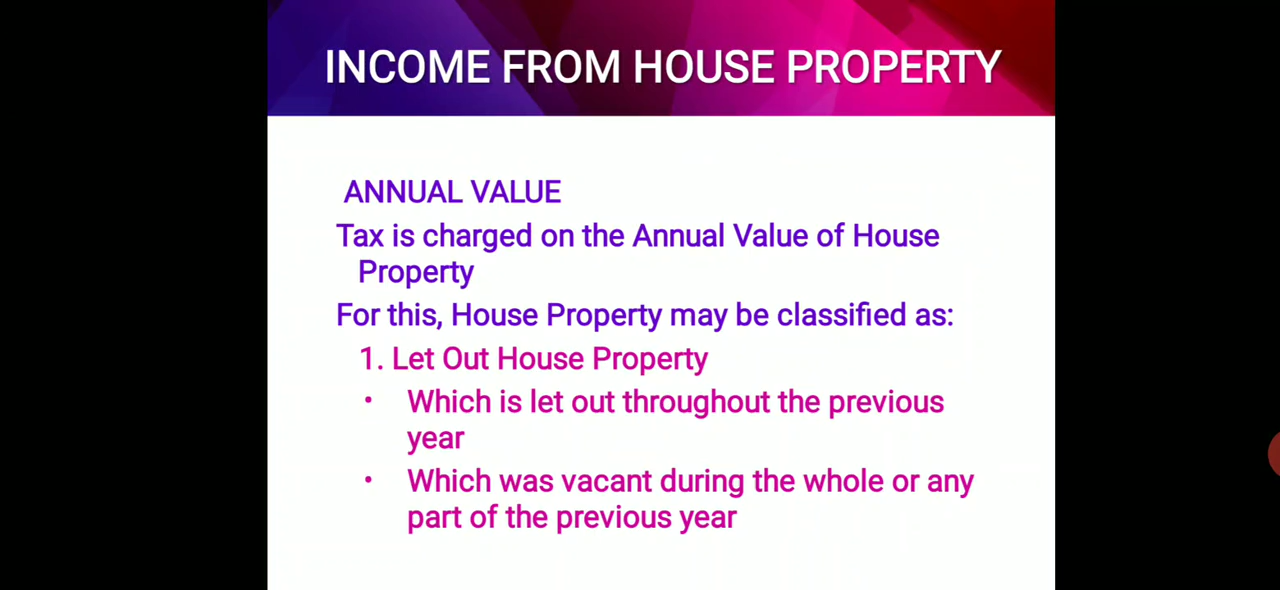 INCOME FROM HOUSE PROPERTY
ANNUAL VALUE
Tax is charged on the Annual Value of House
Property
For this, House Property may be classified as:
1. Let Out House Property
• Which is let out throughout the previous
year
• Which was vacant during the whole or any
part of the previous year